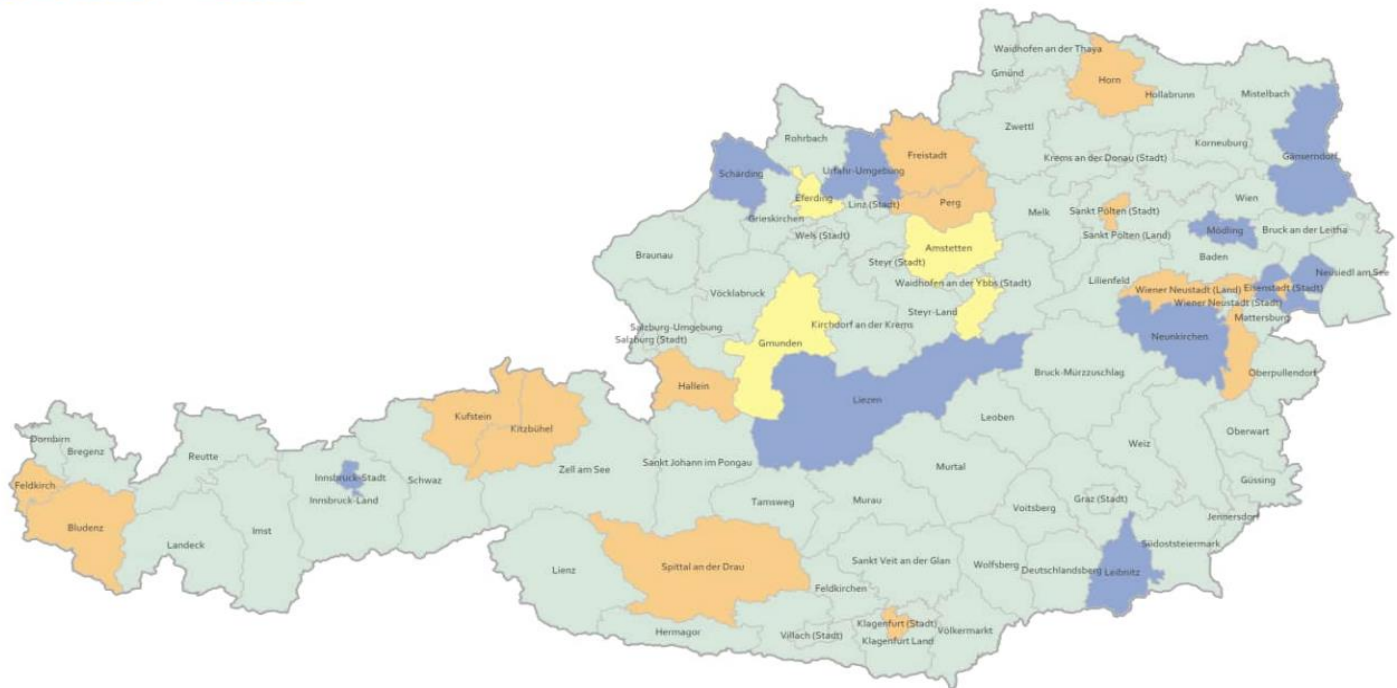 Waidhofen an der Thaya
Gmünd
Horn
Hollabrunn
Mistelbach
Rohrbach
Zwettl
Korneuburg
Krems an der Donau (Stadt)
Gänserndorf
Freistadt
Schärding
Urfahr-Umgebung
Eferding
Linz (Stadt)
Perg
Melk
Sankt Pölten (Stadt)
Wien
Grieskirchen
Wels (Stadt)
Sankt Pölten (Land)
Mödling
Bruck an der Leitha
Amstetten
Braunau
Steyr (Stadt)
Baden
Neusiedl am See
Vöcklabruck
Waidhofen an der Ybbs (Stadt)
Lilienfeld
Wiener Neustadt (Land)
Eisenstadt (Stadt)
Wiener Neustadt (Stadt)
Steyr-Land
Mattersburg
Salzburg-Umgebung
Kirchdorf an der Krems
Salzburg (Stadt)
Gmunden
Neunkirchen
Hallein
Bruck-Mürzzuschlag
Oberpullendorf
Liezen
Kufstein
Kitzbühel
Leoben
Dornbirn
Bregenz
Reutte
Oberwart
Weiz
Sankt Johann im Pongau
Murtal
Zell am See
Innsbruck-Stadt
Schwaz
Güssing
Feldkirch
Innsbruck-Land
Tamsweg
Murau
Graz (Stadt)
Voitsberg
Jennersdorf
Bludenz
Imst
Landeck
Südoststeiermark
Lienz
Spittal an der Drau
Sankt Veit an der Glan
Wolfsberg
Deutschlandsberg
Leibnitz
Feldkirchen
Klagenfurt (Stadt)
Hermagor
Villach (Stadt)
Völkermarkt
Klagenfurt Land